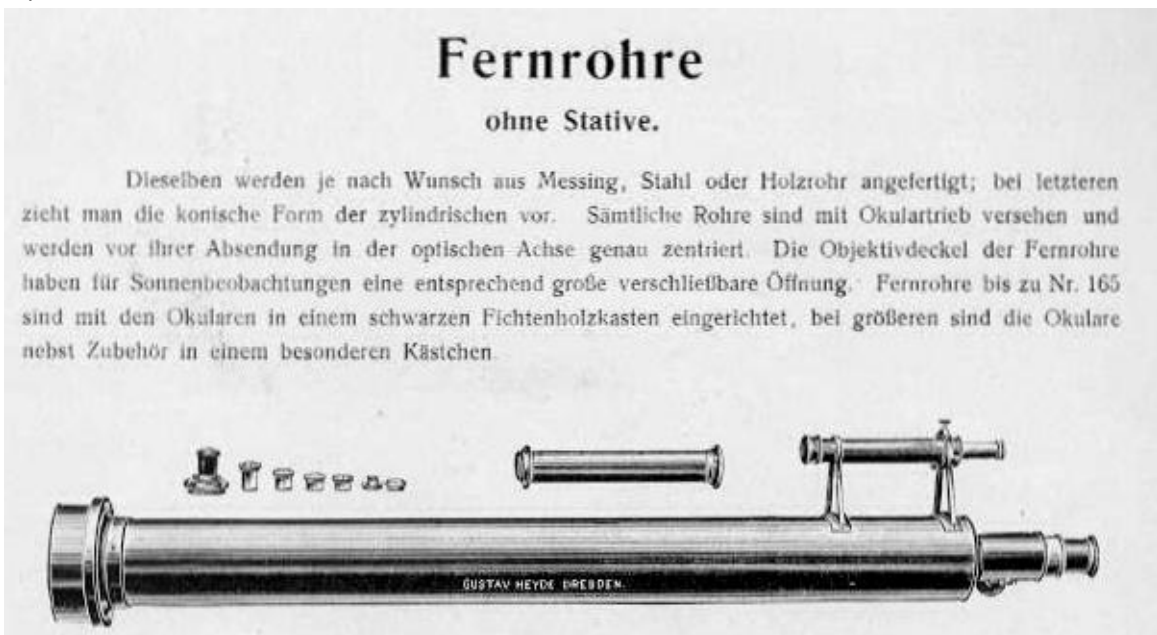 Fernrohre
ohne Stative.
Dieselben werden je nach Wunsch aus Messing, Stahl oder Holzrohr angefertigt; bei letzteren
zieht man die konische Form der zylindrischen vor. Sämtliche Rohre sind mit Okulartrieb versehen und
werden vor ihrer Absendung in der optischen Achse genau zentriert. Die Objektivdeckel der Fernrohre
haben für Sonnenbeobachtungen eine entsprechend große verschließbare Öffnung. Fernrohre bis zu Nr. 165
sind mit den Okularen in einem schwarzen Fichtenholzkasten eingerichtet, bei größeren sind die Okulare
nebst Zubehör in einem besonderen Kästchen.
GUSTAV HEYDE DRESDEN.